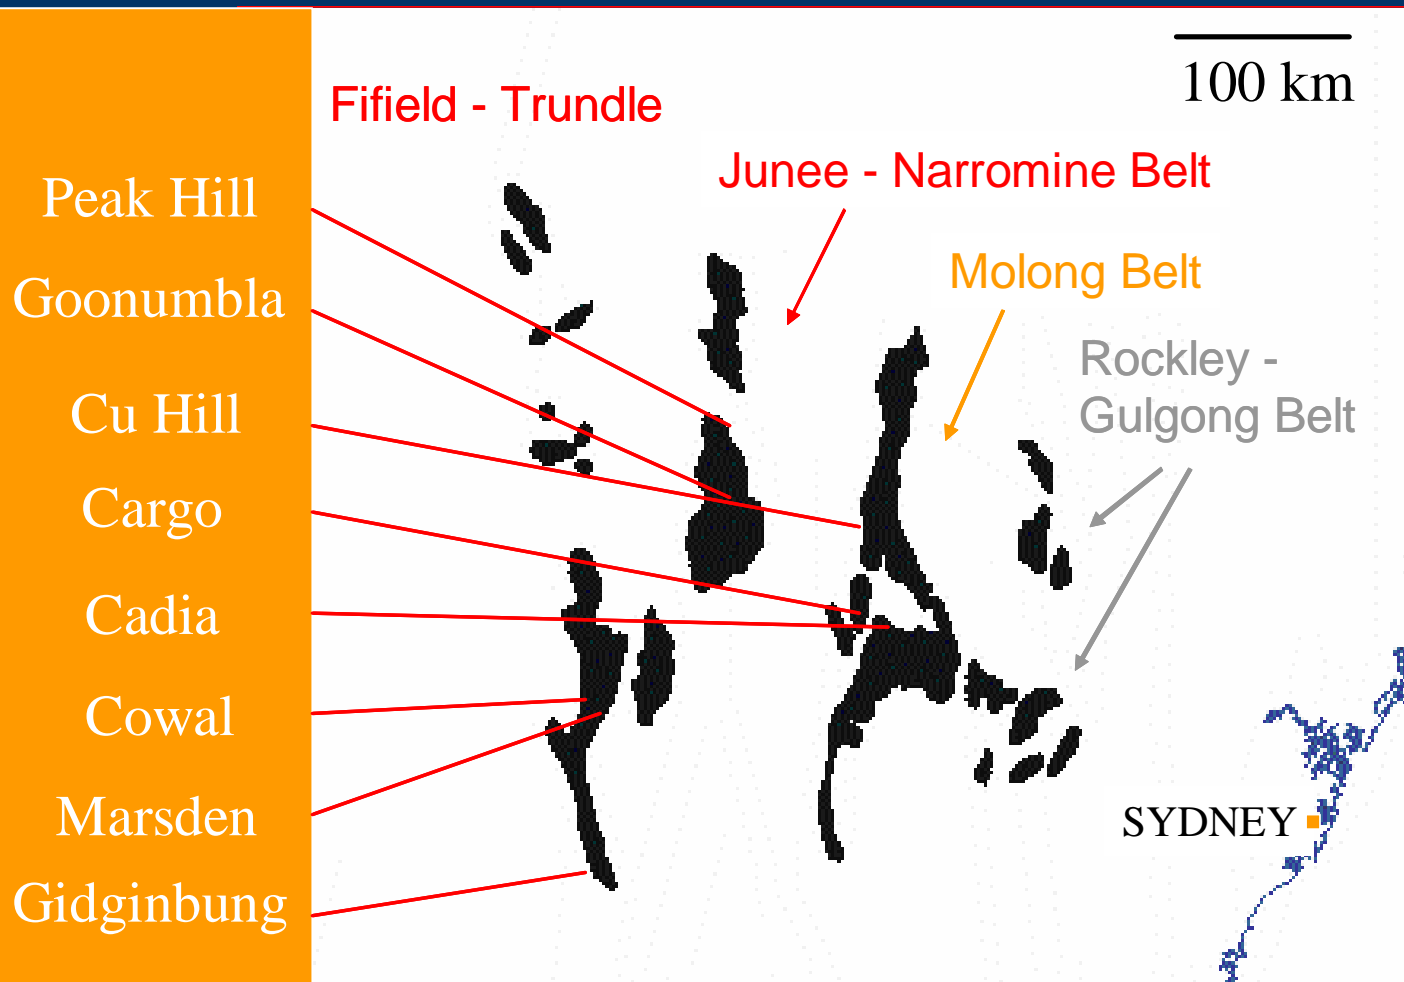 100 km
Fifield - Trundle
Junee - Narromine Belt
Peak Hill
Molong Belt
Goonumbla
Rockley -
Gulgong Belt
Cu Hill
Cargo
Cadia
Cowal
Marsden
SYDNEY
Gidginbung